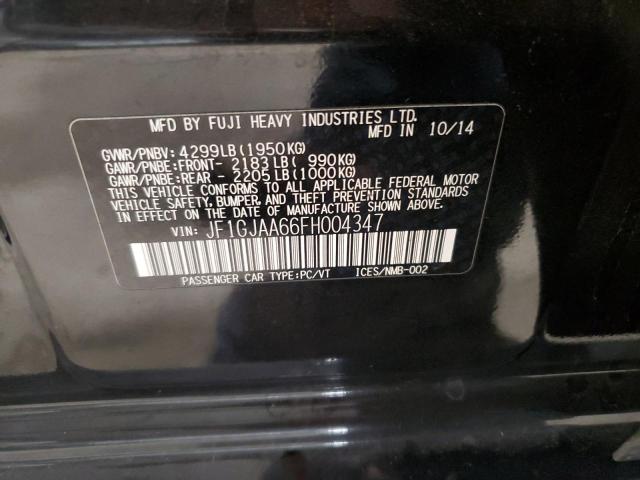 MFD BY FUJI HEAVY INDUSTRIES LTD.
MFD IN 10/14
GVWR/PNBV: 4299LB(1950KG)
GAWR/PNBE:FRONT- 2183LB( 990KG)
GAWR/PNBE:REAR - 2205LB(1000KG)
THIS VEHICLE CONFORMS TO ALL APPLICABLE FEDERAL MOTOR
VEHICLE SAFETY, BUMPER, AND THEFT PREVENTION STANDARDS
IN EFFECT ON THE DATE OF MANUFACTURE SHOWN ABOVE.
VIN: JF1GJAA66FH004347
PASSENGER CAR TYPE:PC/VT ICES/NMB-002